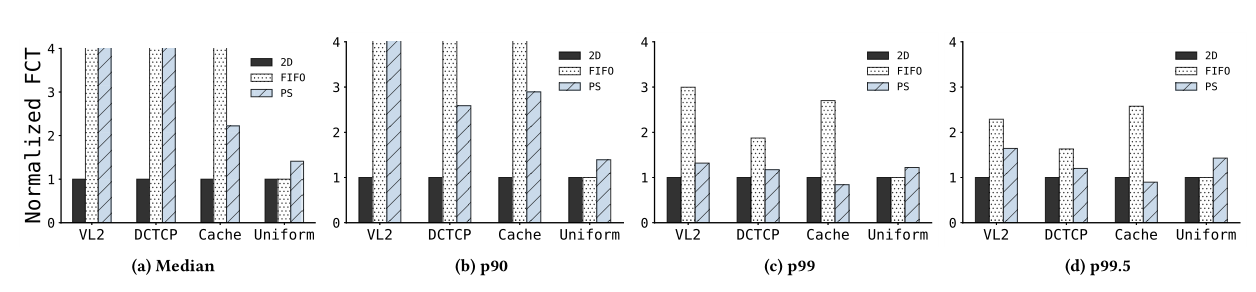 Normalized FCT
4
3
2
1
0
2D
FIFO
PS
VL2 DCTCP Cache Uniform
(a) Median
4
3
2
1
0
2D
FIFO
PS
VL2 DCTCP Cache Uniform
(b) p90
4
3
2
1
0
2D
FIFO
PS
VL2 DCTCP Cache Uniform
(c) p99
4
3
2
1
0
2D
FIFO
PS
VL2 DCTCP Cache Uniform
(d) p99.5